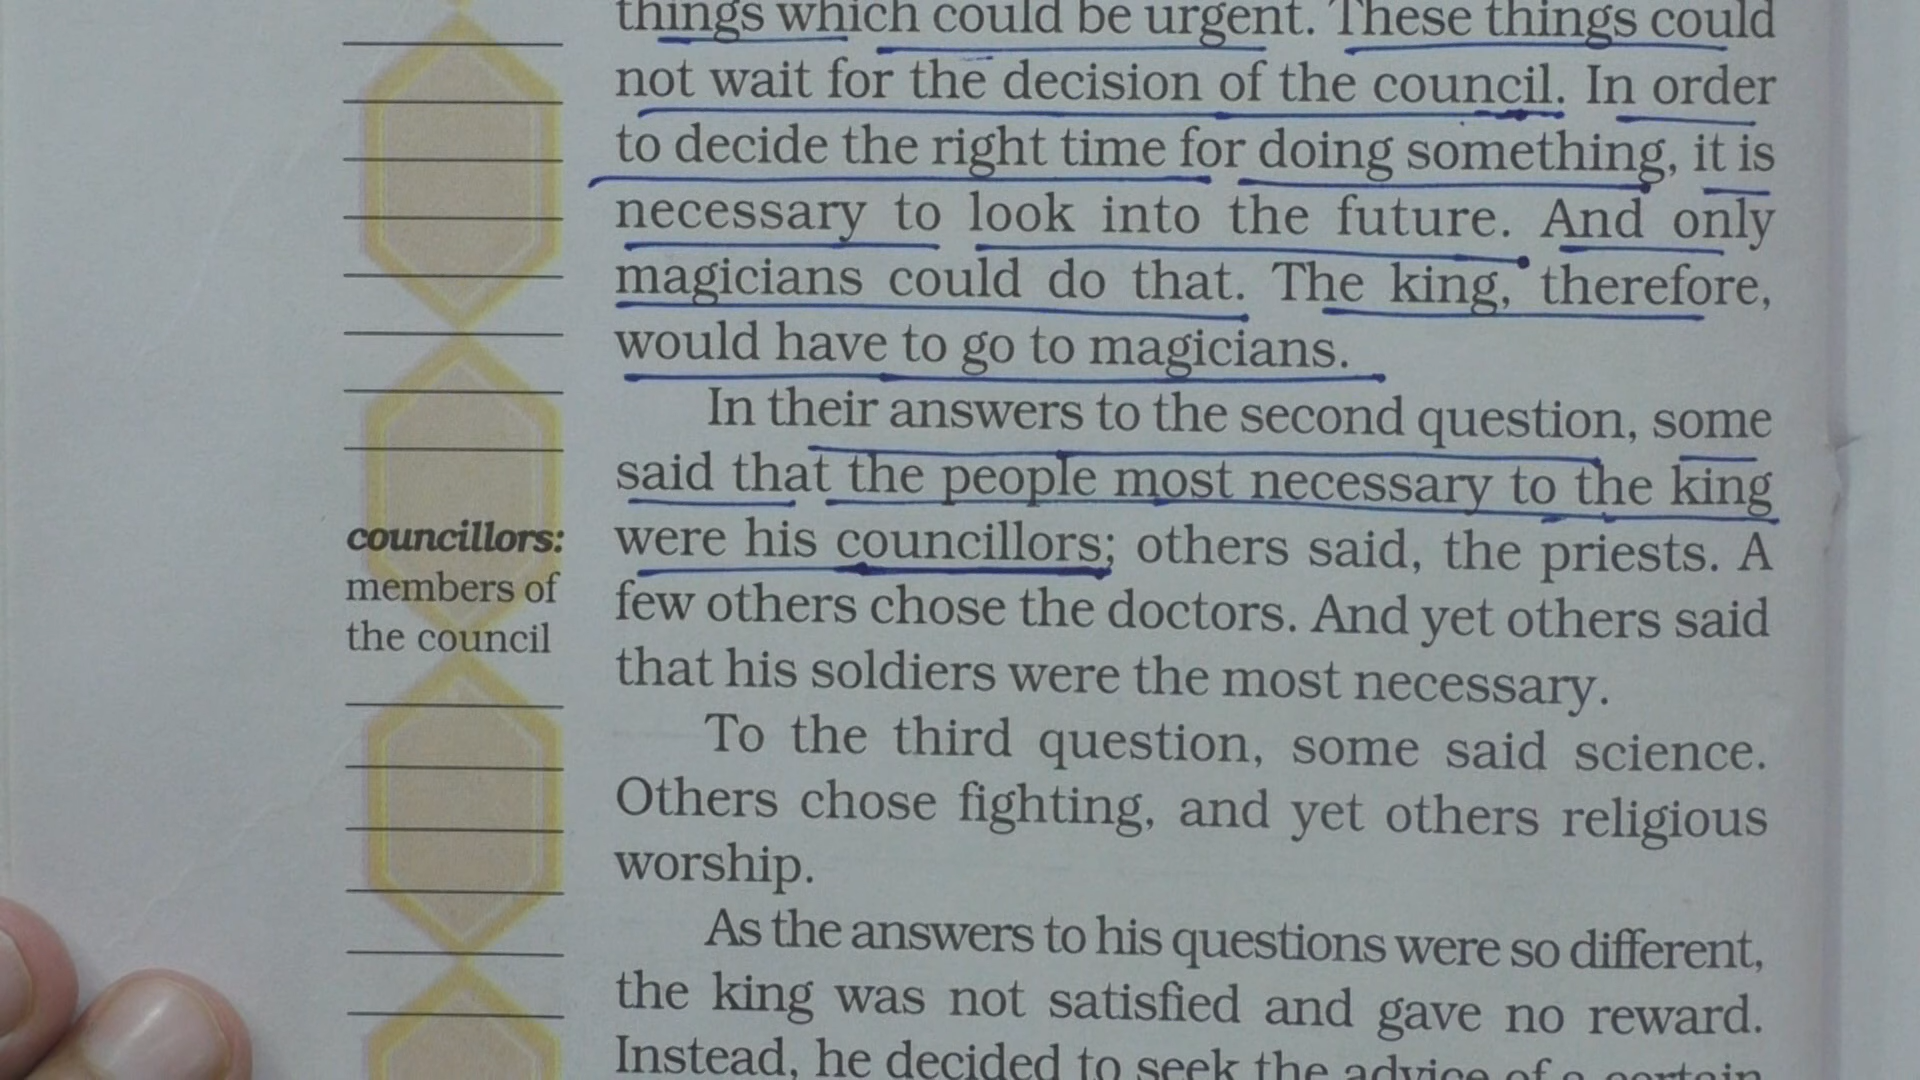 things which could be urgent. These things could
not wait for the decision of the council. In order
to decide the right time for doing something, it is
necessary to look into the future. And only
magicians could do that. The king, therefore,
would have to go to magicians.
In their answers to the second question, some
said that the people most necessary to the king
were his councillors; others said, the priests. A
few others chose the doctors. And yet others said
that his soldiers were the most necessary.
To the third question, some said science.
Others chose fighting, and yet others religious
worship.
As the answers to his questions were so different,
the king was not satisfied and gave no reward.
Instead, he decided to seek the advice of a certain
councillors:
members of
the council